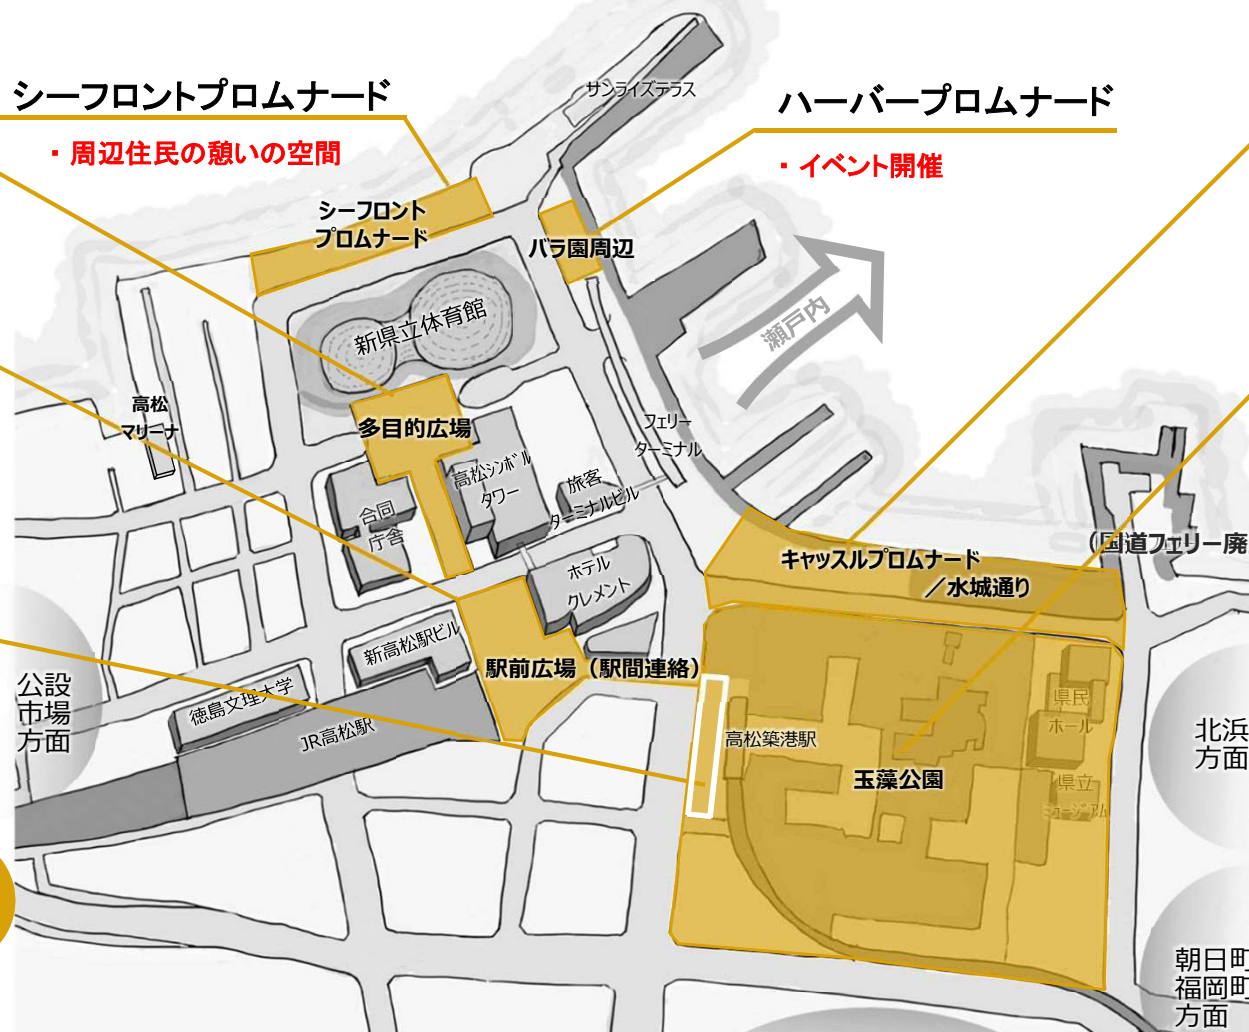 サンライズテラス
シーフロントプロムナード
ハーバープロムナード
・周辺住民の憩いの空間
・イベント開催
シーフロント
プロムナード
バラ園周辺
新県立体育館
瀬戸内
高松
マリーナ
多目的広場
フェリー
ターミナル
高松シンボル
タワー
旅客
ターミナルビル
合同
庁舎
(国道フェリー廃
キャッスルプロムナード
／水城通り
ホテル
クレメント
新高松駅ビル
駅前広場（駅間連絡）
公設
市場
方面
徳島文理大学
JR高松駅
高松築港駅
県民
ホール
北浜
方面
玉藻公園
県立
ミュージアム
朝日町
福岡町
方面